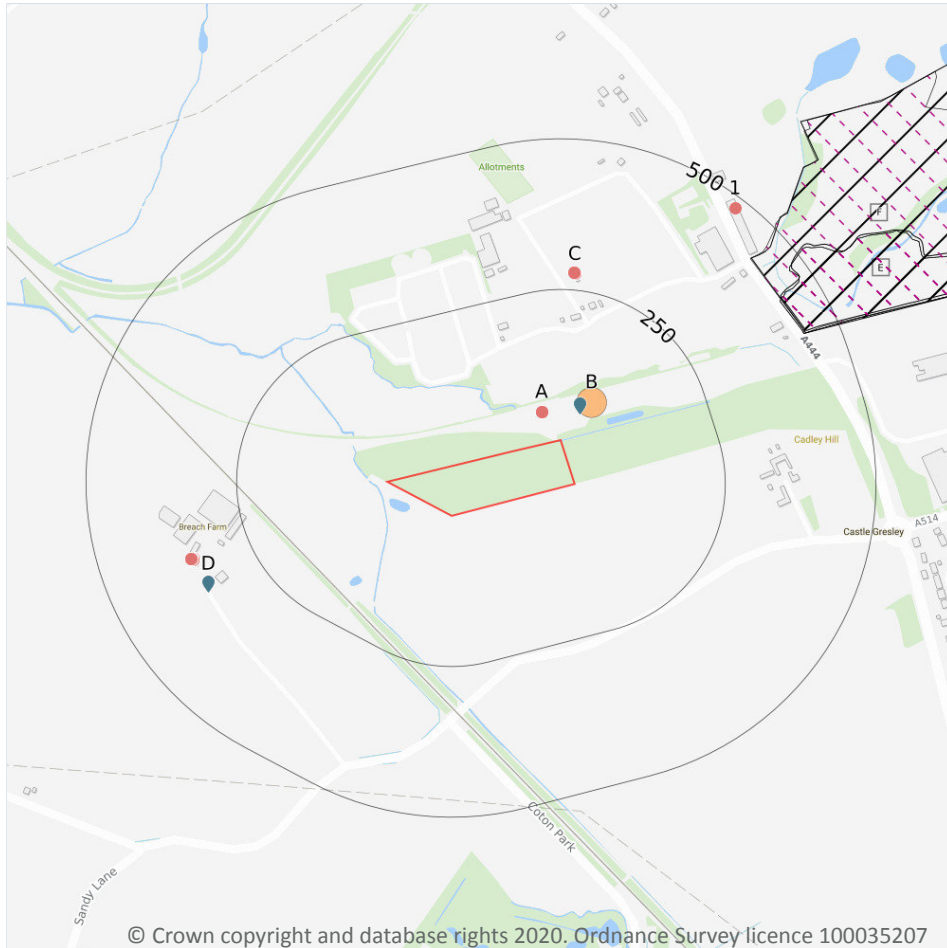 Allotments
500
1
F
C
E
250
A444
A
B
Cadley Hill
A514
Breach Farm
Castle Gresley
D
Coton Park
Sandy Lane
© Crown copyright and database rights 2020. Ordnance Survey licence 100035207